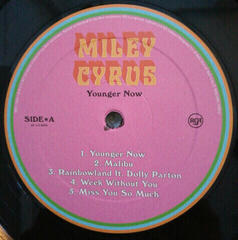 MILEY
CYRUS
Younger Now
SIDE A
RCA
1. Younger Now
2. Malibu
3. Rainbowland ft. Dolly Parton
4. Week Without You
5. Miss You So Much